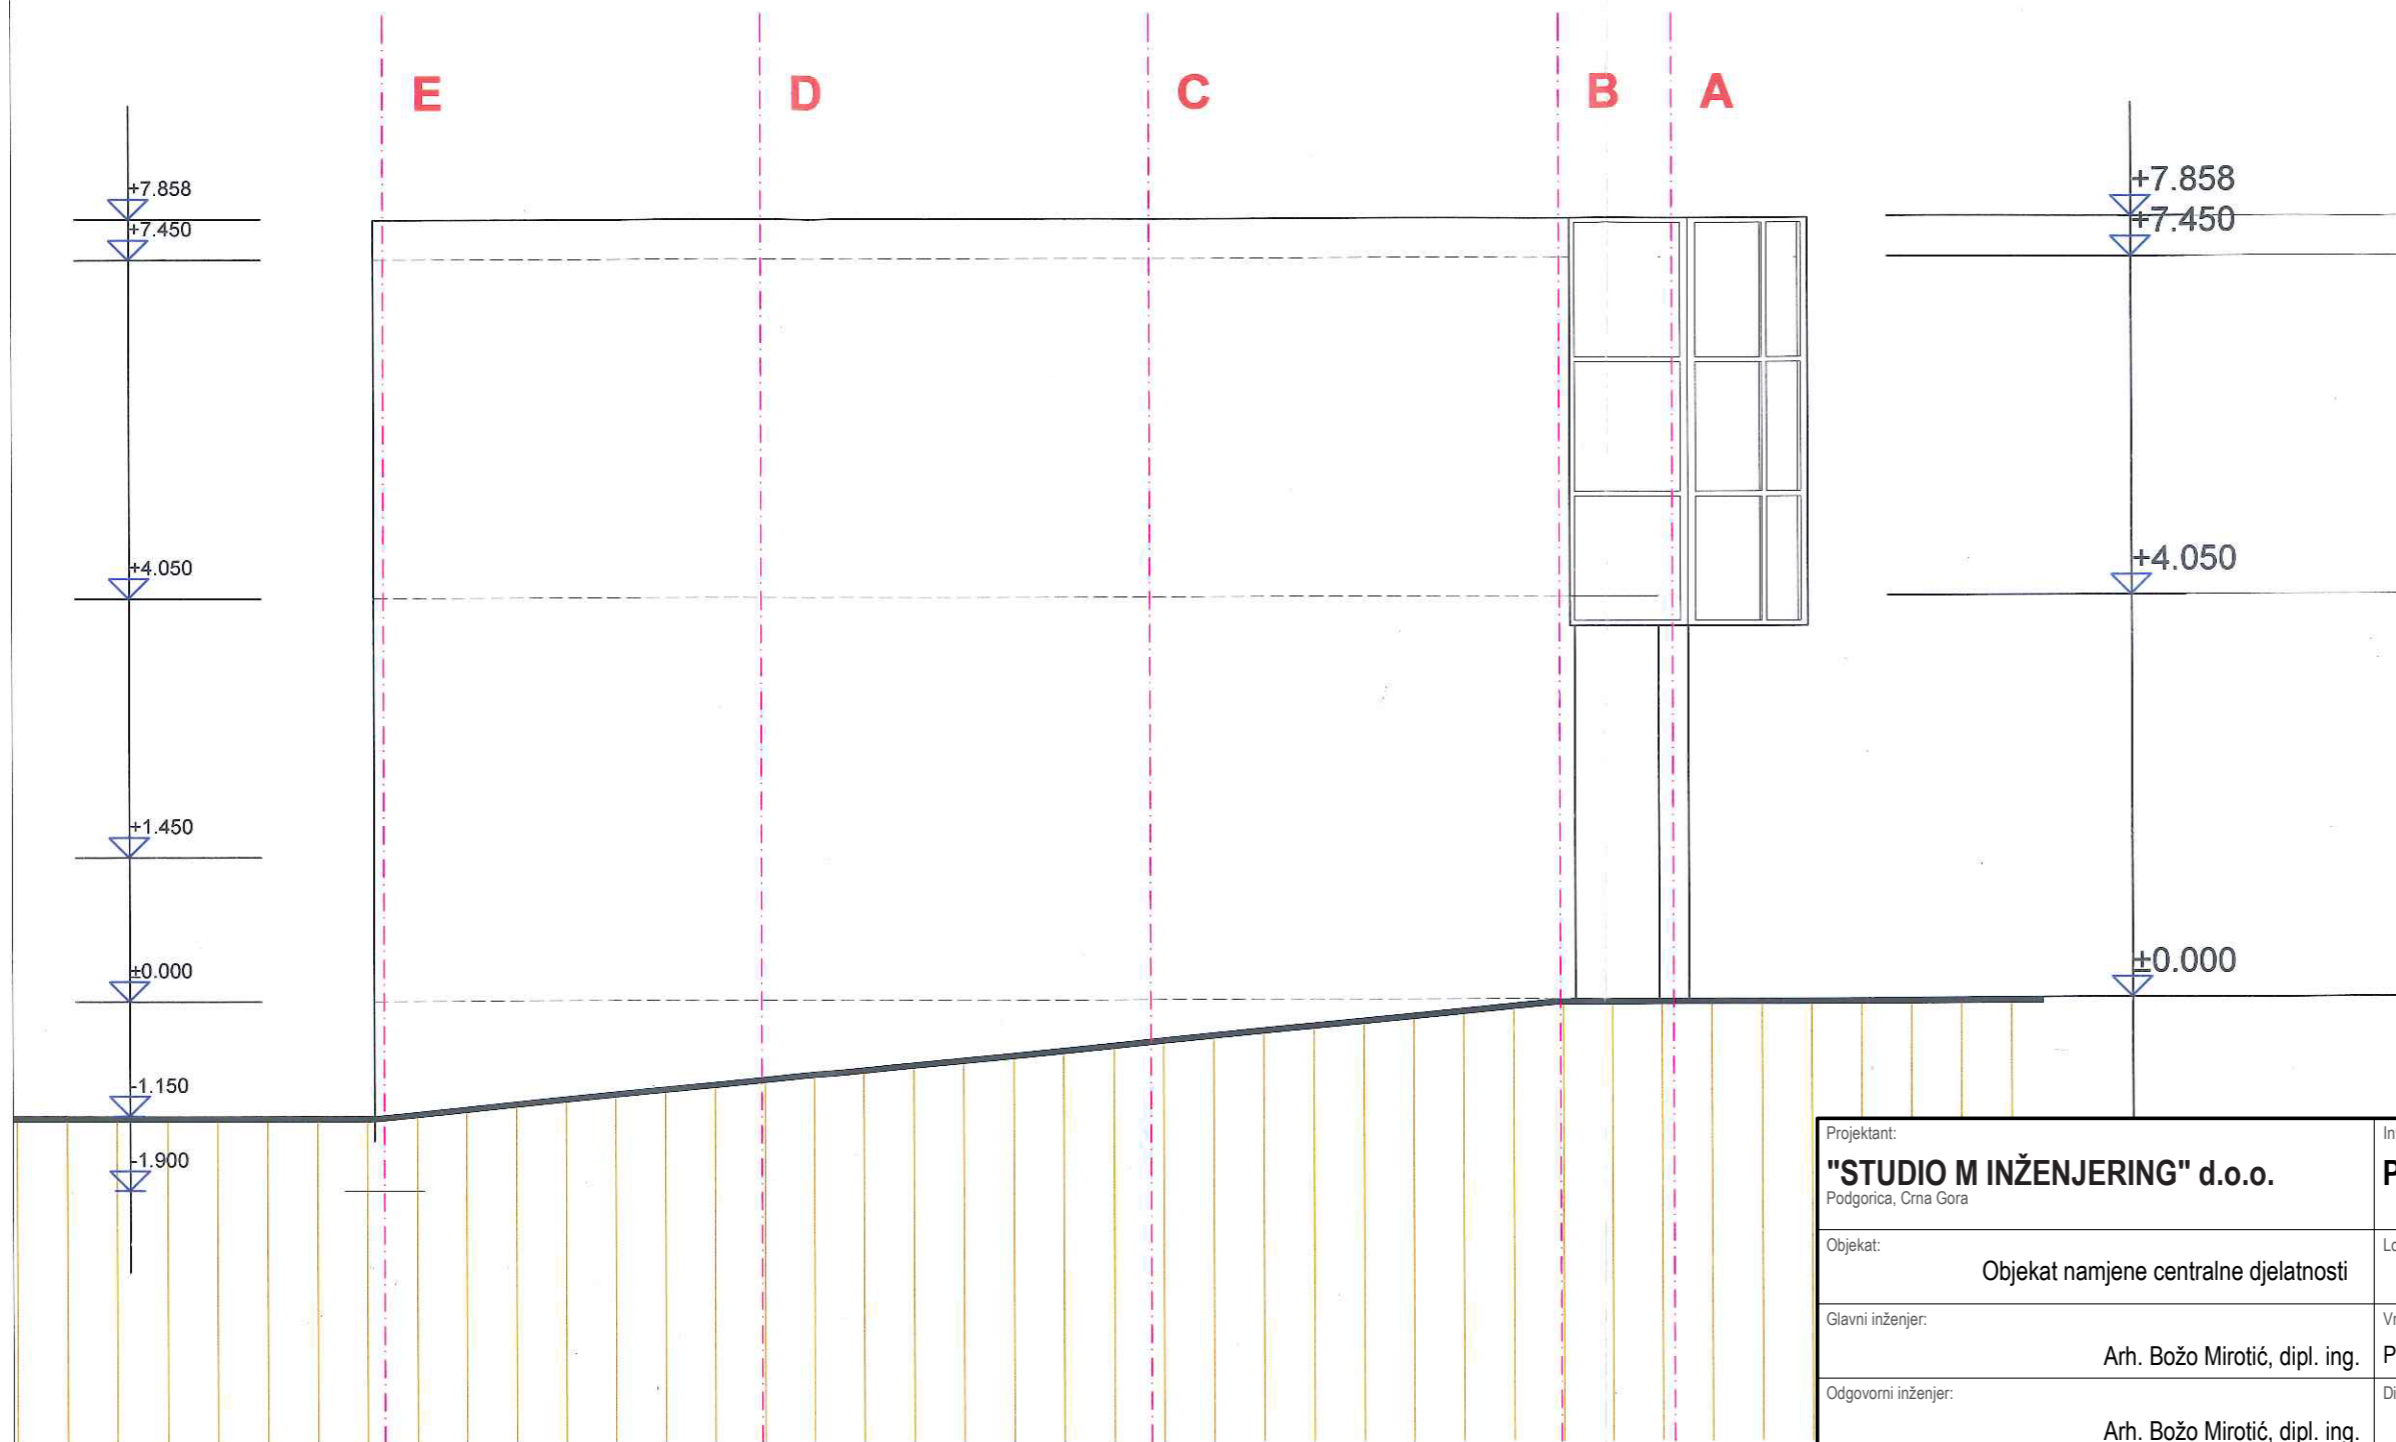 E
D
C
B
A
+7.858
+7.450
+4.050
+1.450
±0.000
-1.150
-1.900
+7.858
+7.450
+4.050
±0.000
Projektant:
"STUDIO M INŽENJERING" d.o.o.
Podgorica, Crna Gora
Objekat:
Objekat namjene centralne djelatnosti
Glavni inženjer:
Arh. Božo Mirotić, dipl. ing.
Odgovorni inženjer:
Arh. Božo Mirotić, dipl. ing.